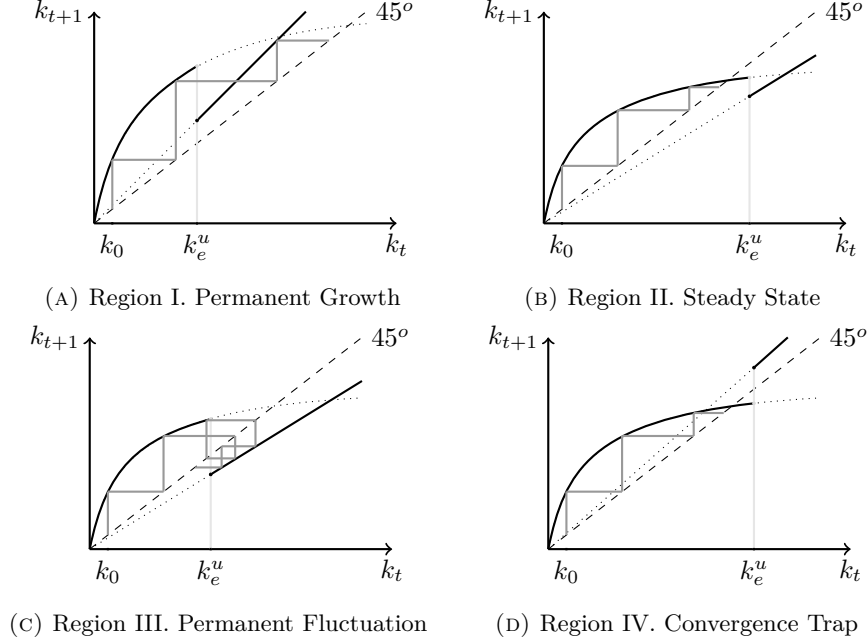 k_{t+1} 45^o k_{t+1} 45^o
k_0 k_e^u k_t k_0 k_e^u k_t
(A) Region I. Permanent Growth (B) Region II. Steady State
k_{t+1} 45^o k_{t+1} 45^o
k_0 k_e^u k_t k_0 k_e^u k_t
(C) Region III. Permanent Fluctuation (D) Region IV. Convergence Trap